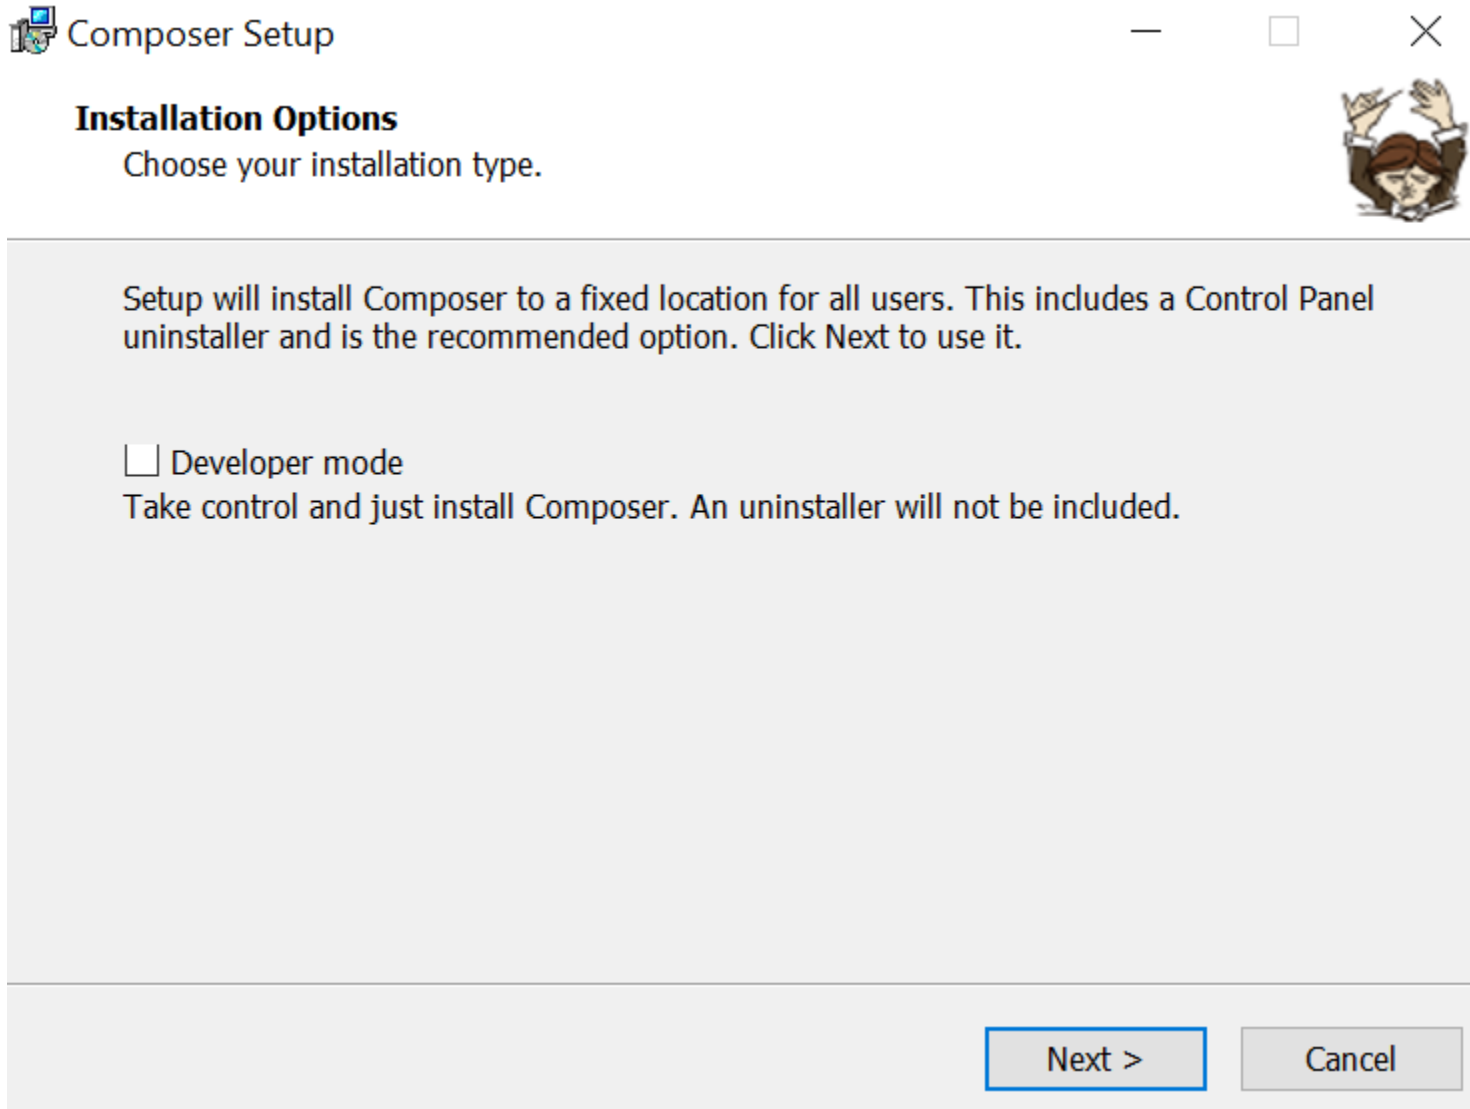 Composer Setup
Installation Options
Choose your installation type.
Setup will install Composer to a fixed location for all users. This includes a Control Panel
uninstaller and is the recommended option. Click Next to use it.
Developer mode
Take control and just install Composer. An uninstaller will not be included.
Next >
Cancel